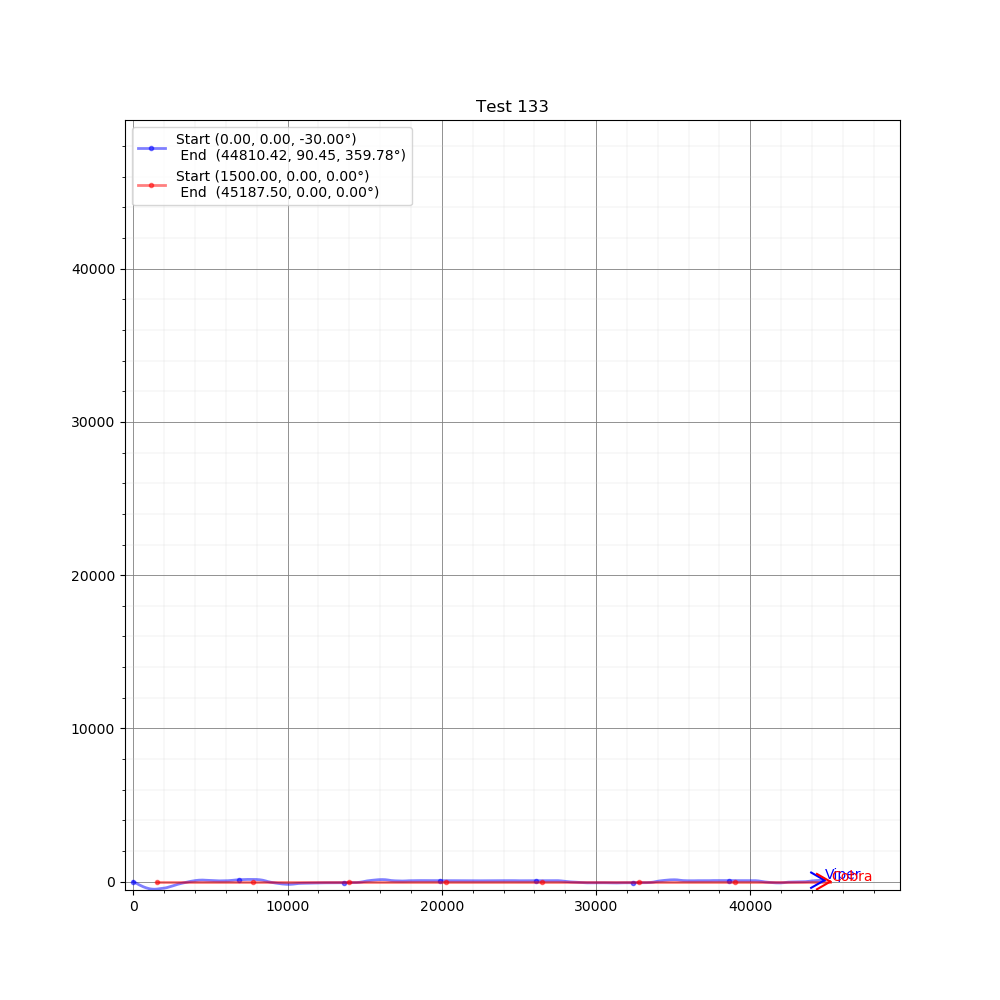 Test 133
Start (0.00, 0.00, -30.00°)
End  (44810.42, 90.45, 359.78°)
Start (1500.00, 0.00, 0.00°)
End  (45187.50, 0.00, 0.00°)
40000
30000
20000
10000
0
Viper
Cobra
0
10000
20000
30000
40000